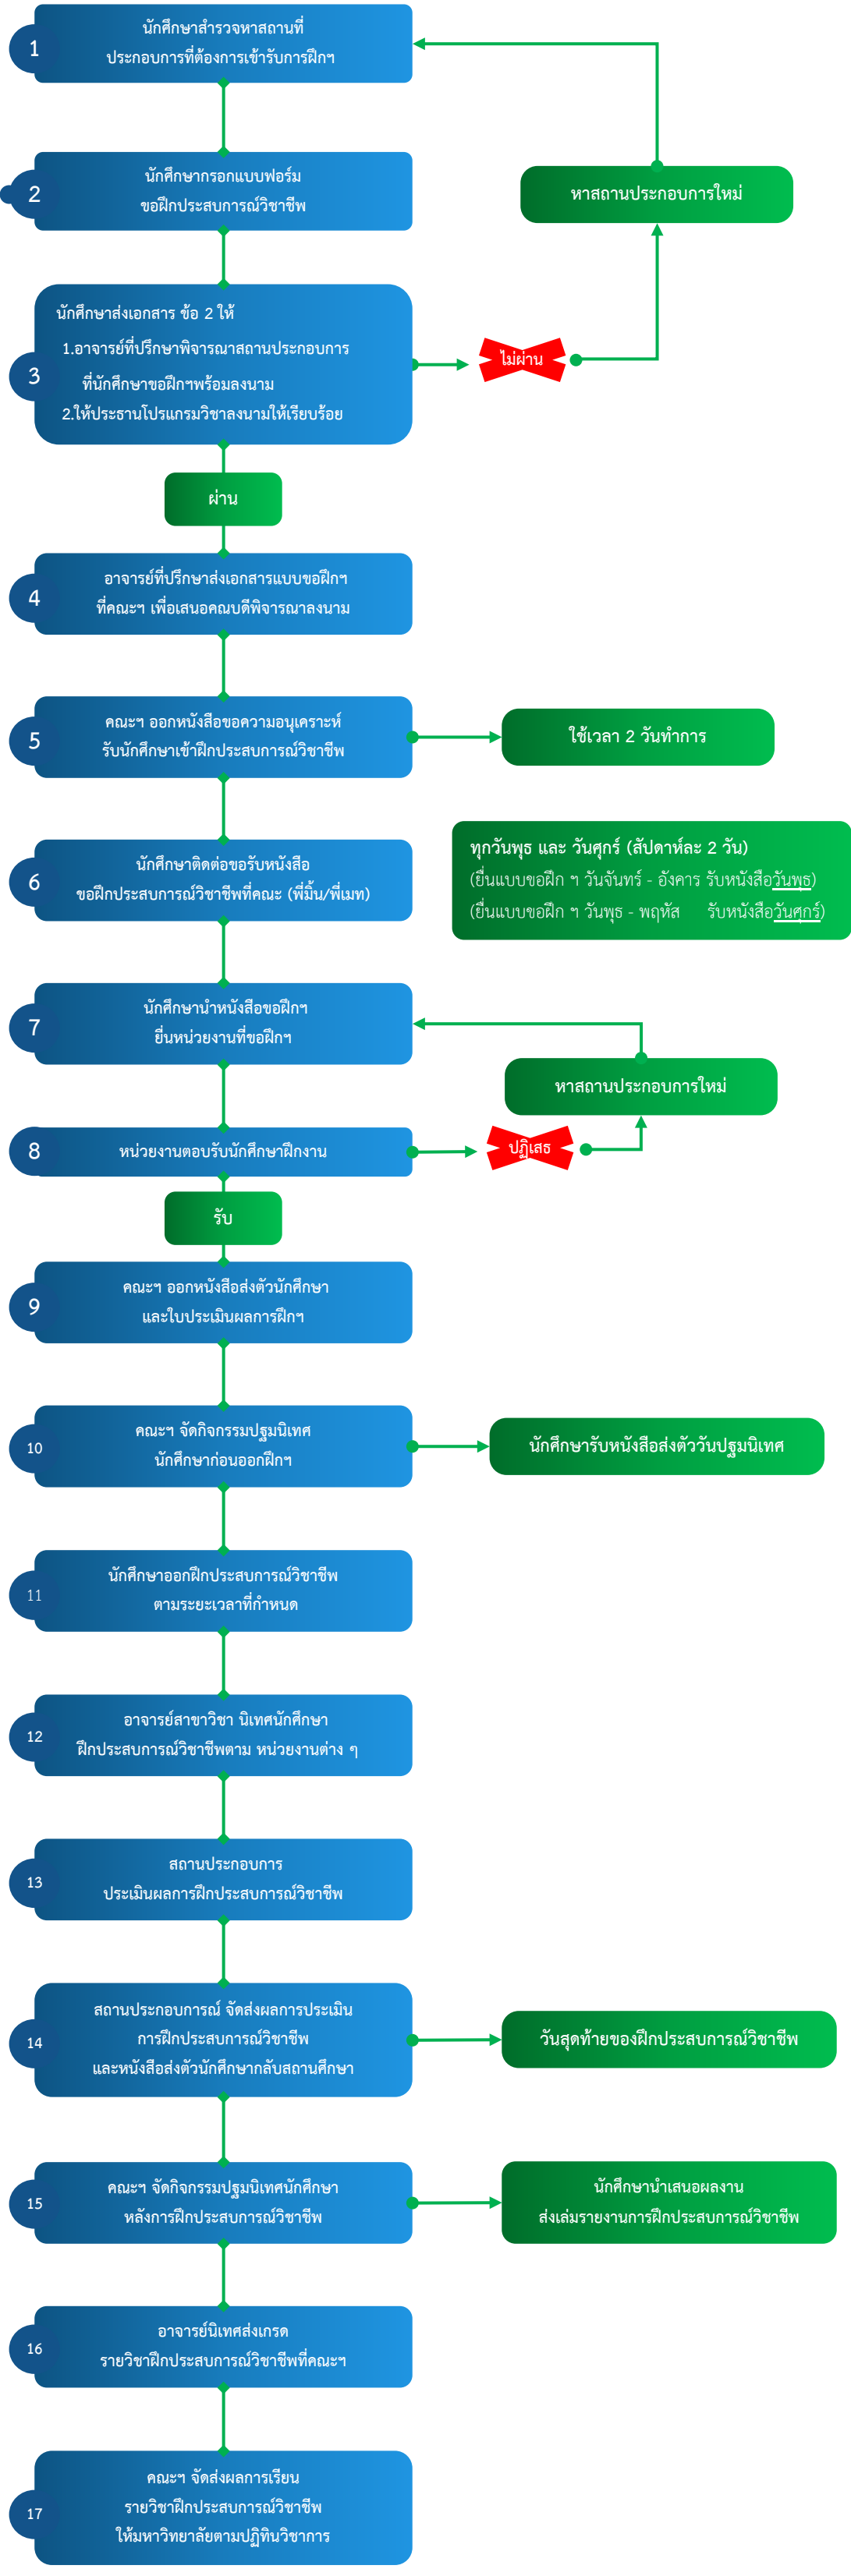 1
นักศึกษาสำรวจหาสถานที่
ประกอบการที่ต้องการเข้ารับการฝึกฯ
2
นักศึกษากรอกแบบฟอร์ม
ขอฝึกประสบการณ์วิชาชีพ
หาสถานประกอบการใหม่
3
นักศึกษาส่งเอกสาร ข้อ 2 ให้
1.อาจารย์ที่ปรึกษาพิจารณาสถานประกอบการ
ที่นักศึกษาขอฝึกฯพร้อมลงนาม
2.ให้ประธานโปรแกรมวิชาลงนามให้เรียบร้อย
ไม่ผ่าน
ผ่าน
4
อาจารย์ที่ปรึกษาส่งเอกสารแบบขอฝึกฯ
ที่คณะฯ เพื่อเสนอคณบดีพิจารณาลงนาม
5
คณะฯ ออกหนังสือขอความอนุเคราะห์
รับนักศึกษาเข้าฝึกประสบการณ์วิชาชีพ
ใช้เวลา 2 วันทำการ
6
นักศึกษาติดต่อขอรับหนังสือ
ขอฝึกประสบการณ์วิชาชีพที่คณะ (พี่มิ้น/พี่เมท)
ทุกวันพุธ และ วันศุกร์ (สัปดาห์ละ 2 วัน)
(ยื่นแบบขอฝึก ฯ วันจันทร์ - อังคาร รับหนังสือวันพุธ)
(ยื่นแบบขอฝึก ฯ วันพุธ - พฤหัส รับหนังสือวันศุกร์)
7
นักศึกษานำหนังสือขอฝึกฯ
ยื่นหน่วยงานที่ขอฝึกฯ
หาสถานประกอบการใหม่
8
หน่วยงานตอบรับนักศึกษาฝึกงาน
ปฏิเสธ
รับ
9
คณะฯ ออกหนังสือส่งตัวนักศึกษา
และใบประเมินผลการฝึกฯ
10
คณะฯ จัดกิจกรรมปฐมนิเทศ
นักศึกษาก่อนออกฝึกฯ
นักศึกษารับหนังสือส่งตัววันปฐมนิเทศ
11
นักศึกษาออกฝึกประสบการณ์วิชาชีพ
ตามระยะเวลาที่กำหนด
12
อาจารย์สาขาวิชา นิเทศนักศึกษา
ฝึกประสบการณ์วิชาชีพตาม หน่วยงานต่าง ๆ
13
สถานประกอบการ
ประเมินผลการฝึกประสบการณ์วิชาชีพ
14
สถานประกอบการณ์ จัดส่งผลการประเมิน
การฝึกประสบการณ์วิชาชีพ
และหนังสือส่งตัวนักศึกษากลับสถานศึกษา
วันสุดท้ายของฝึกประสบการณ์วิชาชีพ
15
คณะฯ จัดกิจกรรมปฐมนิเทศนักศึกษา
หลังการฝึกประสบการณ์วิชาชีพ
นักศึกษานำเสนอผลงาน
ส่งเล่มรายงานการฝึกประสบการณ์วิชาชีพ
16
อาจารย์นิเทศส่งเกรด
รายวิชาฝึกประสบการณ์วิชาชีพที่คณะฯ
17
คณะฯ จัดส่งผลการเรียน
รายวิชาฝึกประสบการณ์วิชาชีพ
ให้มหาวิทยาลัยตามปฏิทินวิชาการ